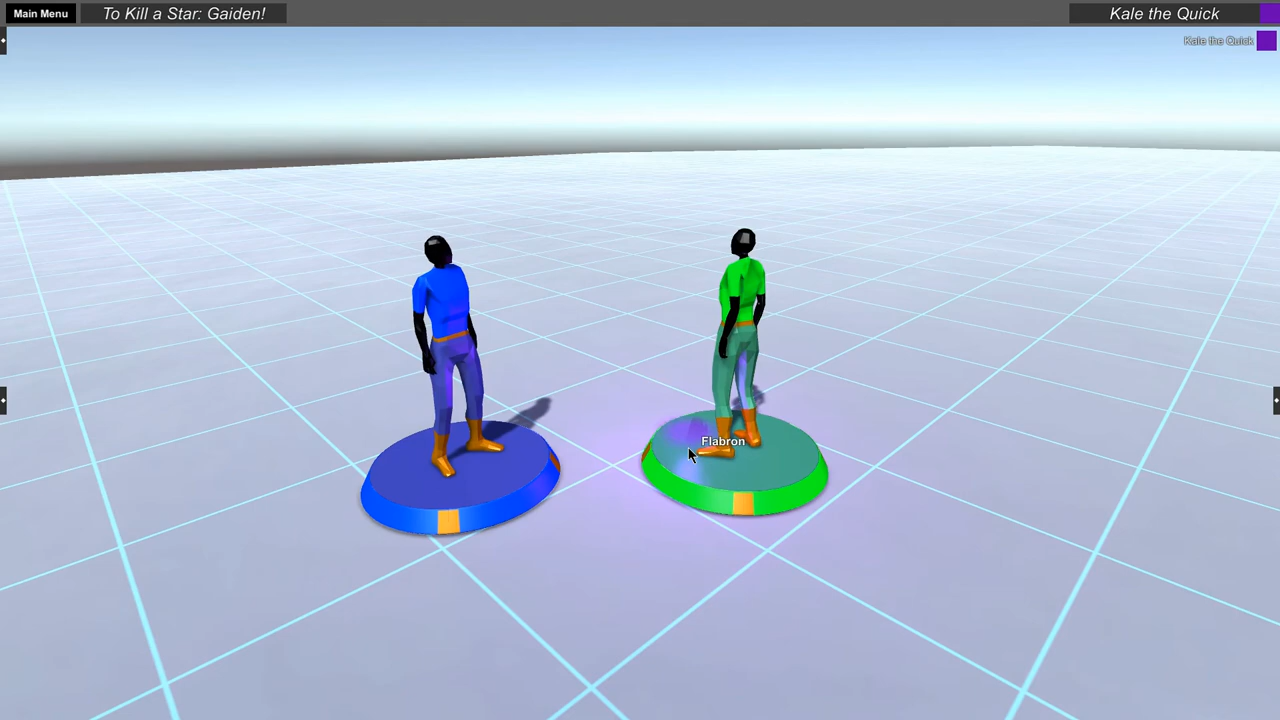 Main Menu
To Kill a Star: Gaiden!
Kale the Quick
Kale the Quick
Flabron